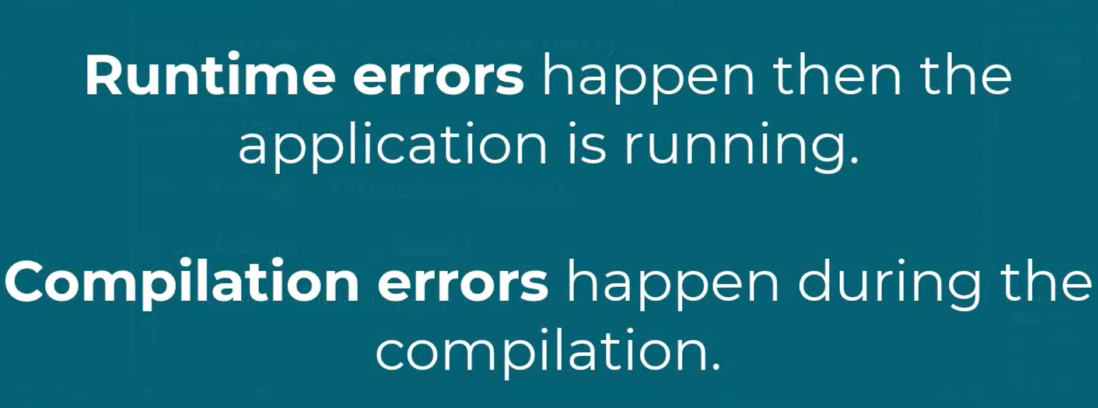 Runtime errors happen then the
application is running.
Compilation errors happen during the
compilation.